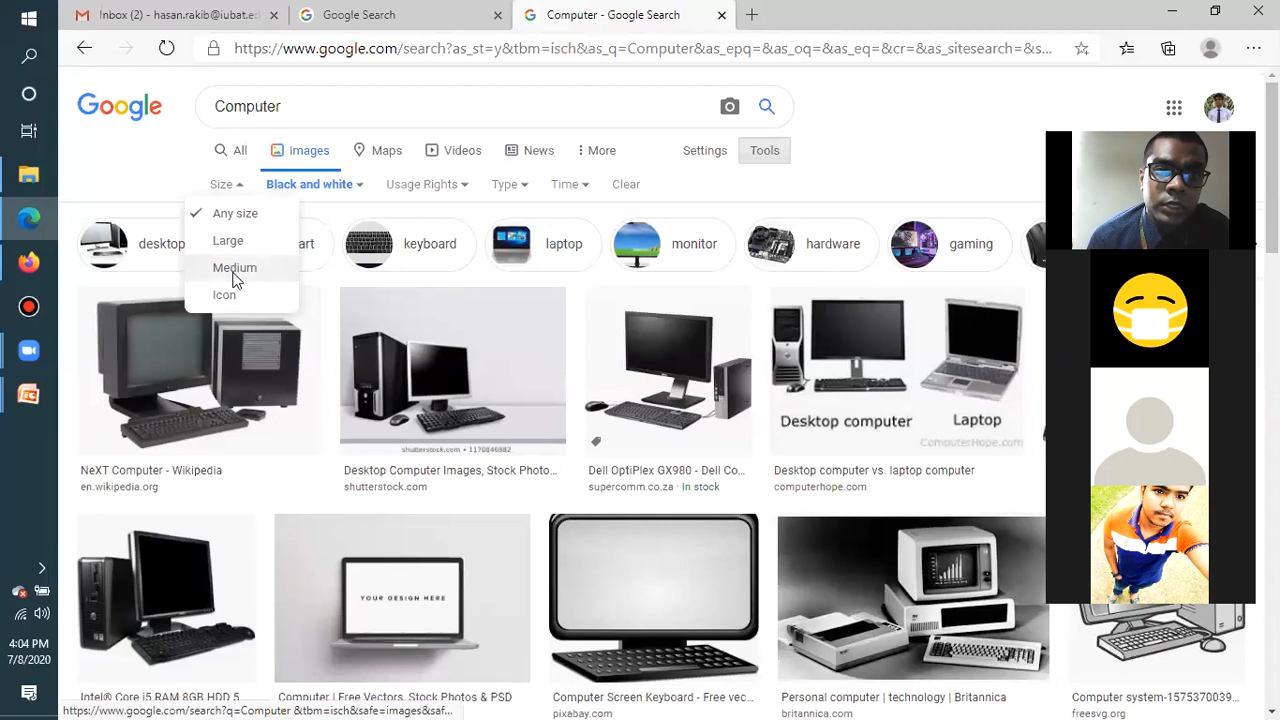 Inbox (2) - hasan.rakib@iubat.ed
Google Search
Computer - Google Search
https://www.google.com/search?as_st=y&tbm=isch&as_q=Computer&as_epq=&as_oq=&as_eq=&cr=&as_sitesearch=&s...
Google
Computer
All
Images
Maps
Videos
News
More
Settings
Tools
Size
Black and white
Usage Rights
Type
Time
Clear
Any size
Large
Medium
Icon
desktop
art
keyboard
laptop
monitor
hardware
gaming
shutterstock.com • 1170846982
Desktop computer
Laptop
ComputerHope.com
NeXT Computer - Wikipedia
en.wikipedia.org
Desktop Computer Images, Stock Photo...
shutterstock.com
Dell OptiPlex GX980 - Dell Co...
supercomm.co.za · In stock
Desktop computer vs. laptop computer
computerhope.com
YOUR DESIGN HERE
Intel® Core i5 RAM 8GB HDD 5
Computer | Free Vectors, Stock Photos & PSD
Computer Screen Keyboard - Free vec...
pixabay.com
Personal computer | technology | Britannica
britannica.com
Computer system-1575370039...
freesvg.org
https://www.google.com/search?q=Computer &tbm=isch&safe=images&saf...
4:04 PM
7/8/2020